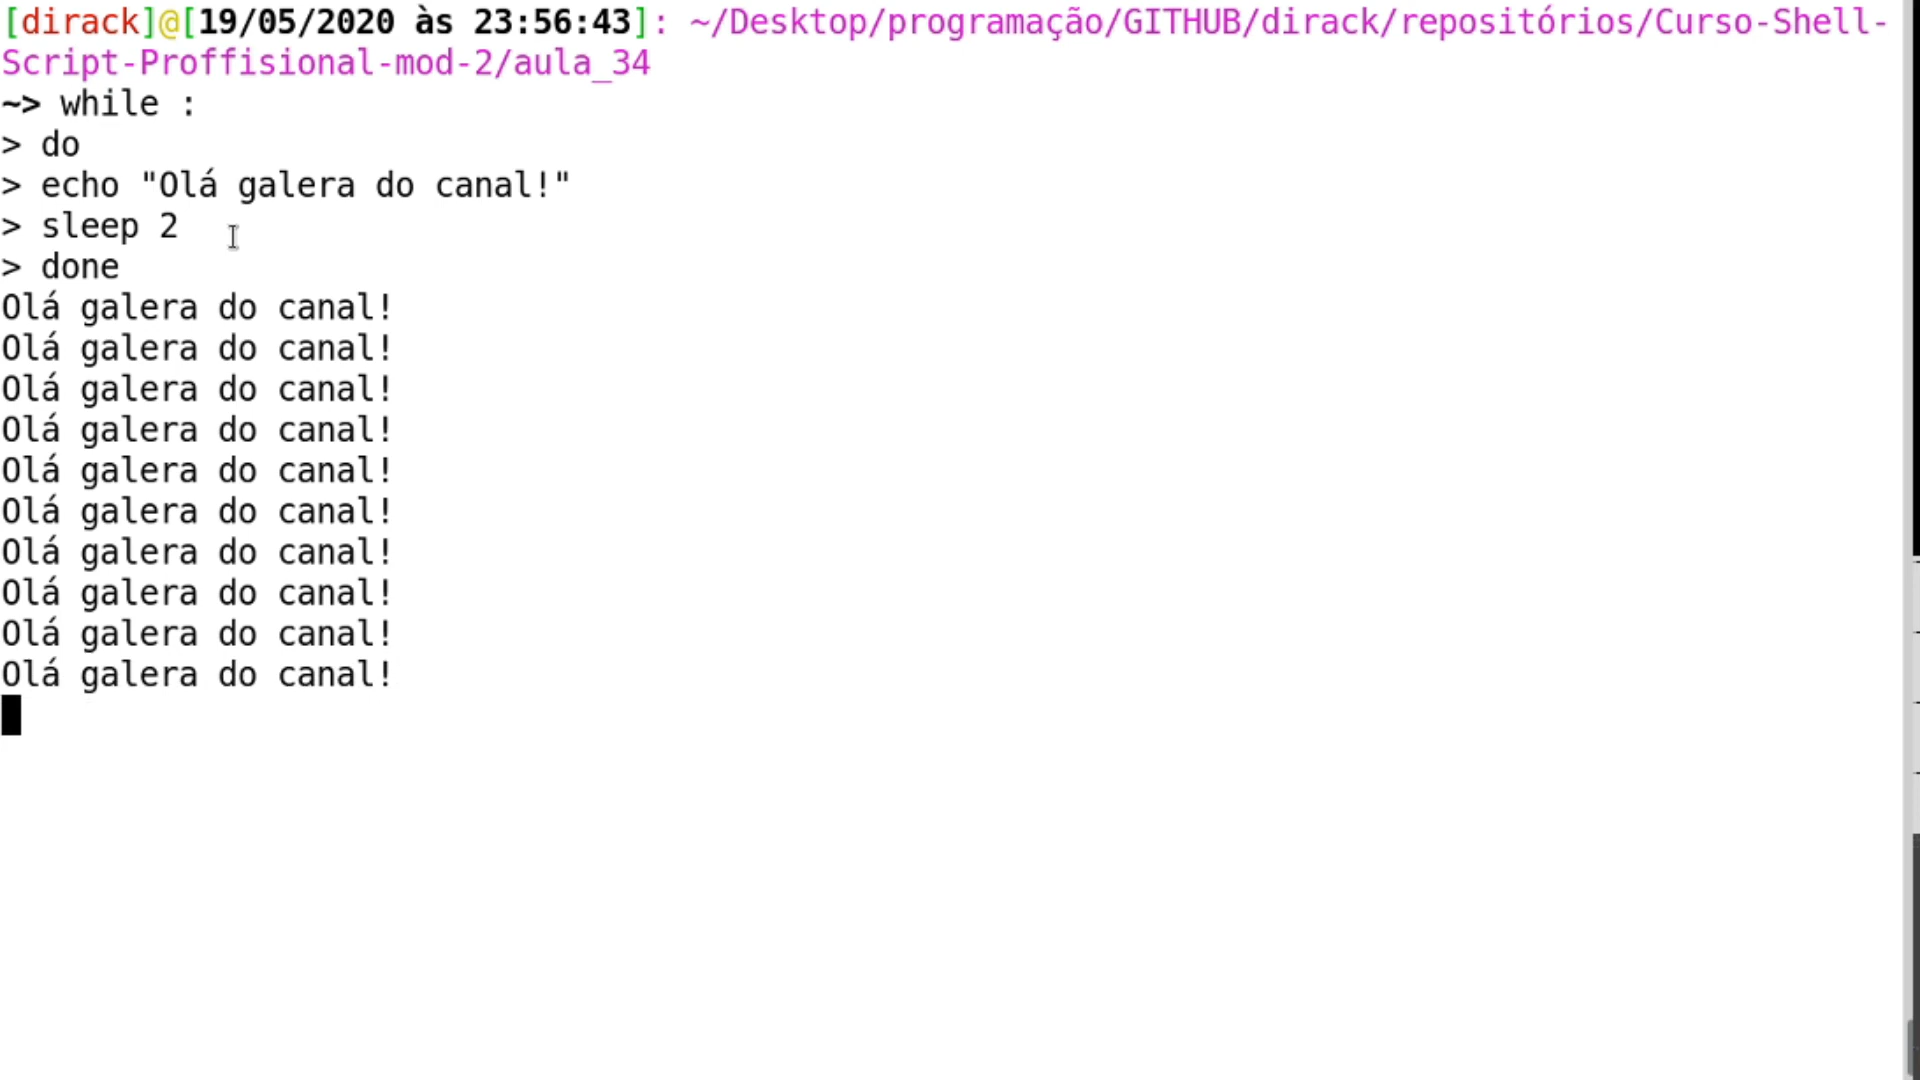 [dirack]@[19/05/2020 às 23:56:43]: ~/Desktop/programação/GITHUB/dirack/repositórios/Curso-Shell-
Script-Proffisional-mod-2/aula_34
~> while :
> do
> echo "Olá galera do canal!"
> sleep 2
> done
Olá galera do canal!
Olá galera do canal!
Olá galera do canal!
Olá galera do canal!
Olá galera do canal!
Olá galera do canal!
Olá galera do canal!
Olá galera do canal!
Olá galera do canal!
Olá galera do canal!